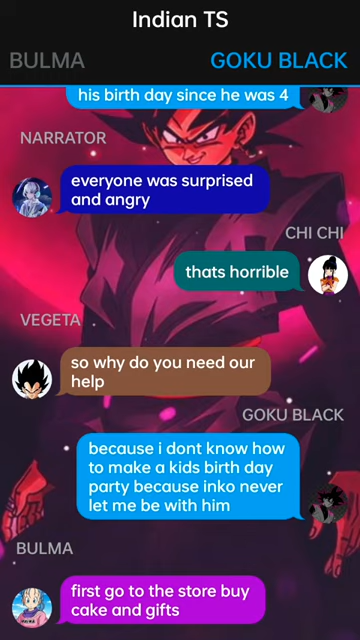 Indian TS
BULMA
GOKU BLACK
his birth day since he was 4
NARRATOR
everyone was surprised
and angry
CHI CHI
thats horrible
VEGETA
so why do you need our
help
GOKU BLACK
because i dont know how
to make a kids birth day
party because inko never
let me be with him
BULMA
first go to the store buy
cake and gifts